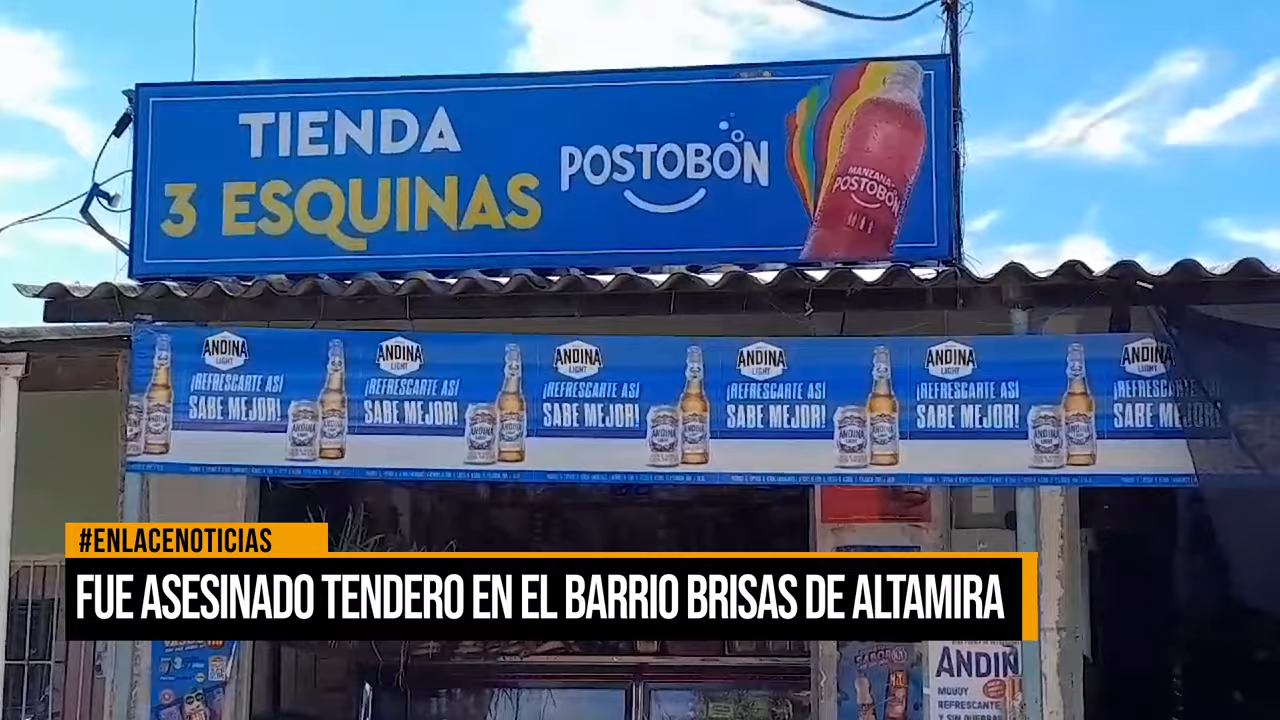 TIENDA
3 ESQUINAS
POSTOBÓN
MANZANA
POSTOBÓN
ANDINA
LIGHT
¡REFRESCARTE ASÍ
SABE MEJOR!
ANDINA
LIGHT
¡REFRESCARTE ASÍ
SABE MEJOR!
ANDINA
LIGHT
¡REFRESCARTE ASÍ
SABE MEJOR!
ANDINA
LIGHT
¡REFRESCARTE ASÍ
SABE MEJOR!
ANDINA
LIGHT
¡REFRESCARTE ASÍ
SABE MEJOR!
ANDINA
LIGHT
¡REFRESCARTE ASÍ
SABE MEJOR!
#ENLACENOTICIAS
FUE ASESINADO TENDERO EN EL BARRIO BRISAS DE ALTAMIRA
ANDIN
MUUUY
REFRESCANTE